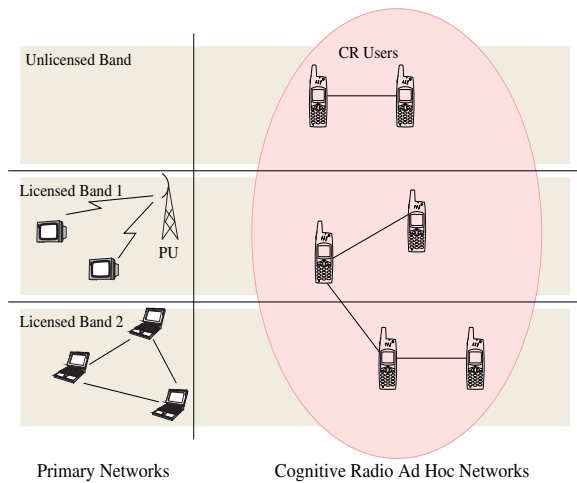 Unlicensed Band
CR Users
Licensed Band 1
PU
Licensed Band 2
Primary Networks
Cognitive Radio Ad Hoc Networks